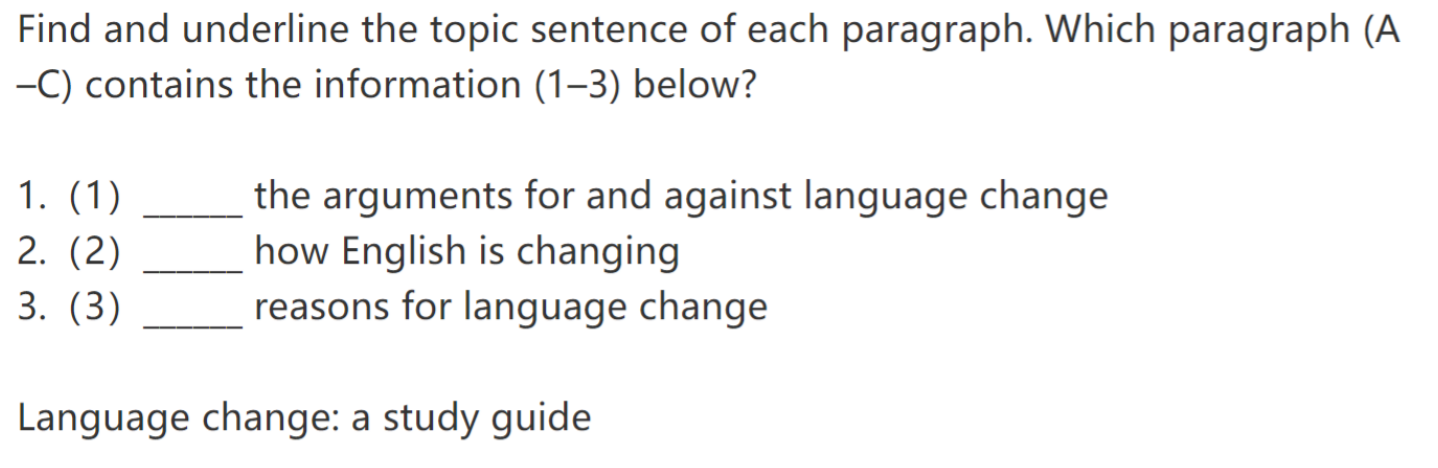 Find and underline the topic sentence of each paragraph. Which paragraph (A
–C) contains the information (1–3) below?
1. (1) ______ the arguments for and against language change
2. (2) ______ how English is changing
3. (3) ______ reasons for language change
Language change: a study guide